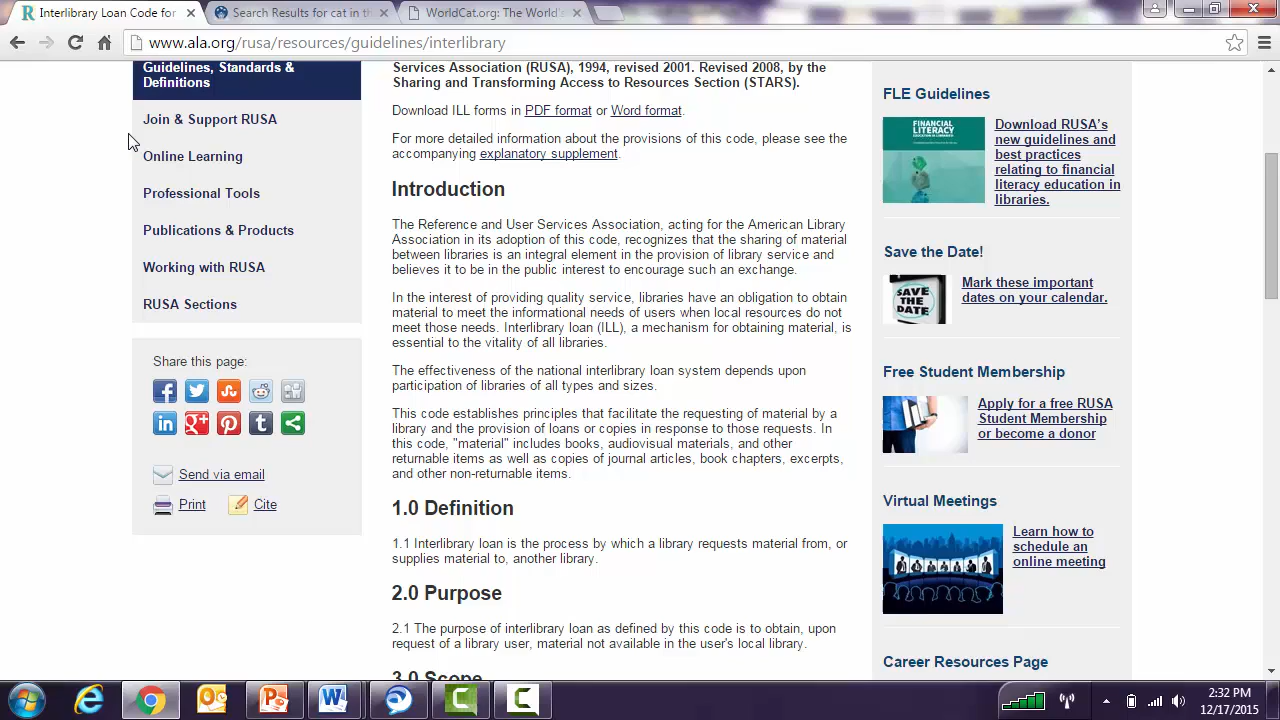 Interlibrary Loan Code for
Search Results for cat in the
WorldCat.org: The World's
www.ala.org/rusa/resources/guidelines/interlibrary
Guidelines, Standards &
Definitions
Join & Support RUSA
Online Learning
Professional Tools
Publications & Products
Working with RUSA
RUSA Sections
Share this page:
Send via email
Print
Cite
Services Association (RUSA), 1994, revised 2001. Revised 2008, by the
Sharing and Transforming Access to Resources Section (STARS).
Download ILL forms in PDF format or Word format.
For more detailed information about the provisions of this code, please see the
accompanying explanatory supplement.
Introduction
The Reference and User Services Association, acting for the American Library
Association in its adoption of this code, recognizes that the sharing of material
between libraries is an integral element in the provision of library service and
believes it to be in the public interest to encourage such an exchange.
In the interest of providing quality service, libraries have an obligation to obtain
material to meet the informational needs of users when local resources do not
meet those needs. Interlibrary loan (ILL), a mechanism for obtaining material, is
essential to the vitality of all libraries.
The effectiveness of the national interlibrary loan system depends upon
participation of libraries of all types and sizes.
This code establishes principles that facilitate the requesting of material by a
library and the provision of loans or copies in response to those requests. In
this code, "material" includes books, audiovisual materials, and other
returnable items as well as copies of journal articles, book chapters, excerpts,
and other non-returnable items.
1.0 Definition
1.1 Interlibrary loan is the process by which a library requests material from, or
supplies material to, another library.
2.0 Purpose
2.1 The purpose of interlibrary loan as defined by this code is to obtain, upon
request of a library user, material not available in the user's local library.
3.0 Scope
FLE Guidelines
FINANCIAL
LITERACY
Download RUSA's
new guidelines and
best practices
relating to financial
literacy education in
libraries.
Save the Date!
SAVE
THE
DATE
Mark these important
dates on your calendar.
Free Student Membership
Apply for a free RUSA
Student Membership
or become a donor
Virtual Meetings
Learn how to
schedule an
online meeting
Career Resources Page
2:32 PM
12/17/2015